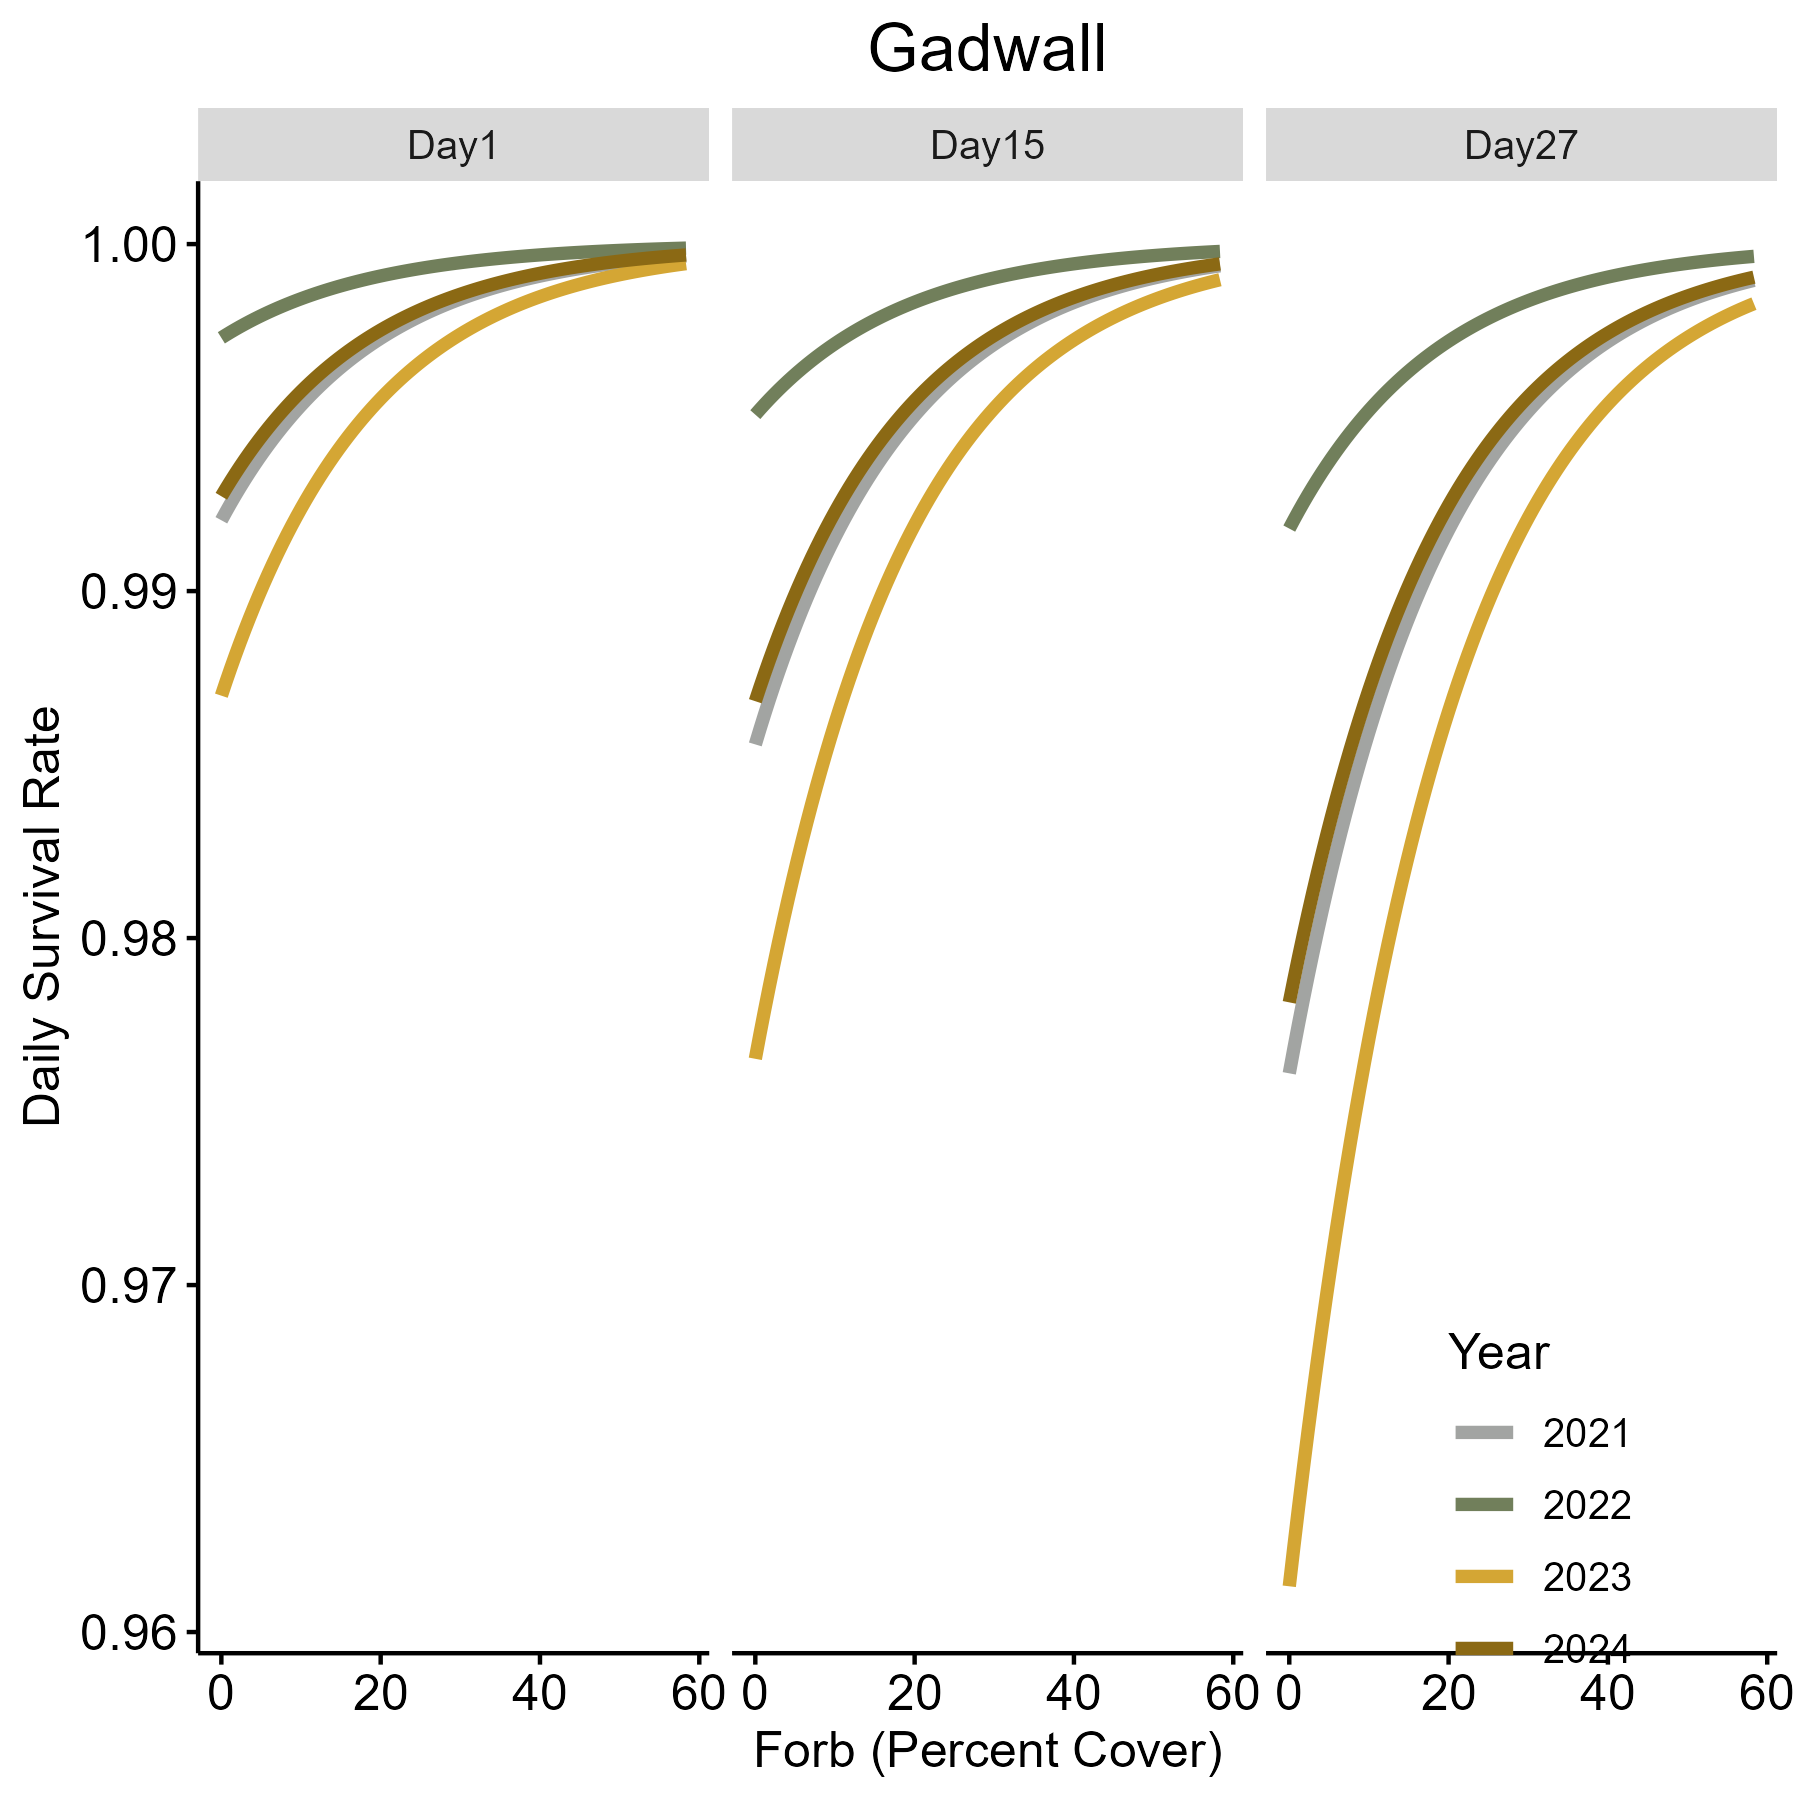 Gadwall
Day1 Day15 Day27
1.00
0.99
0.98
0.97
0.96
Daily Survival Rate
Year
2021
2022
2023
2024
0 20 40 60 0 20 40 60 0 20 40 60
Forb (Percent Cover)